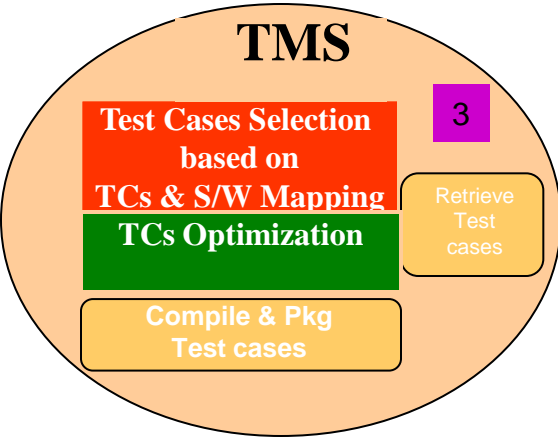 TMS
Test Cases Selection
based on
TCs & S/W Mapping
3
Retrieve
Test
cases
TCs Optimization
Compile & Pkg
Test cases